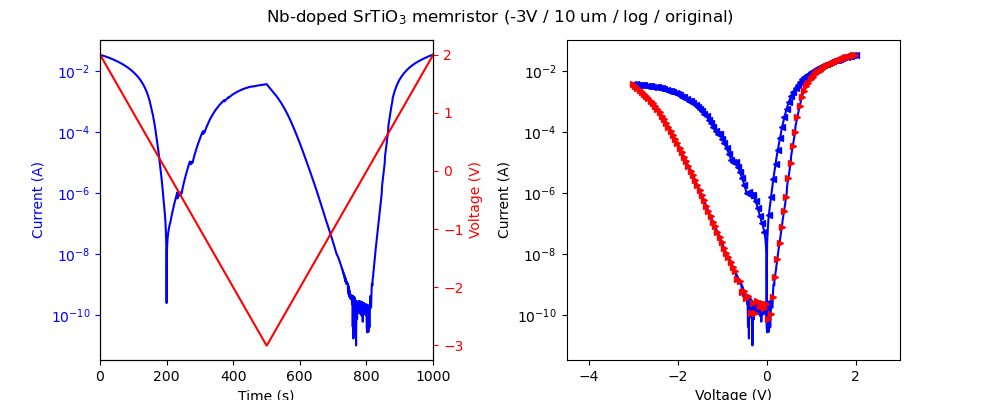 Nb-doped SrTiO₃ memristor (-3V / 10 um / log / original)
Current (A)
10⁻²
10⁻⁴
10⁻⁶
10⁻⁸
10⁻¹⁰
0 200 400 600 800 1000
Time (s)
2
1
0
−1
−2
−3
Voltage (V)
Current (A)
10⁻²
10⁻⁴
10⁻⁶
10⁻⁸
10⁻¹⁰
−4 −2 0 2
Voltage (V)